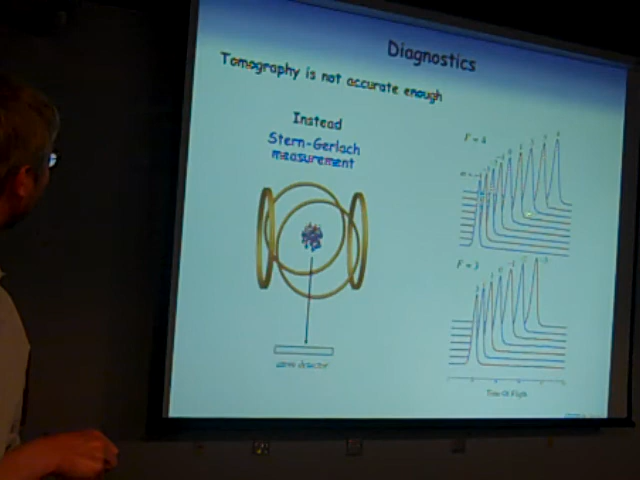 Diagnostics
Tomography is not accurate enough
Instead
Stern-Gerlach
measurement
F = 4
F = 3
atom detector
Time Of Flight